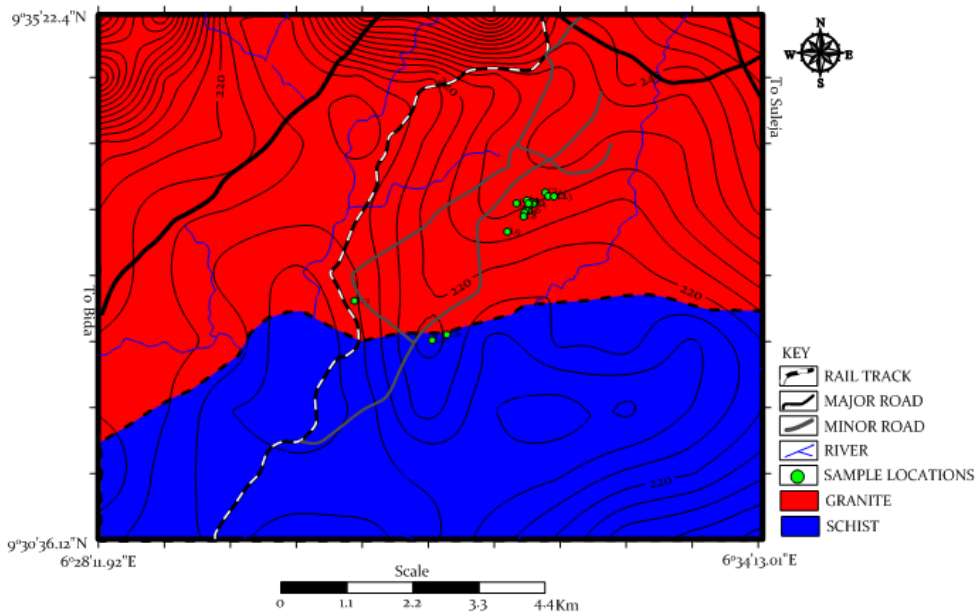 9°35'22.4"N
N
W
E
S
220
240
To Suleja
220
220
To Bida
KEY
RAIL TRACK
MAJOR ROAD
MINOR ROAD
RIVER
SAMPLE LOCATIONS
GRANITE
SCHIST
220
9°30'36.12"N
6°28'11.92"E
6°34'13.01"E
Scale
0
1.1
2.2
3.3
4.4Km